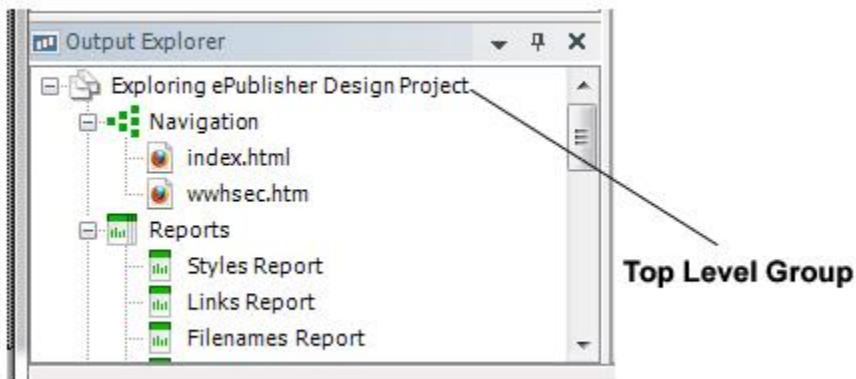 Output Explorer
Exploring ePublisher Design Project
Navigation
index.html
wwhsec.htm
Reports
Styles Report
Links Report
Filenames Report
Top Level Group